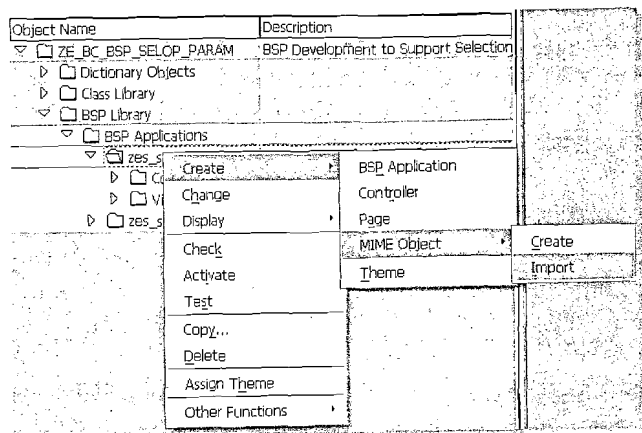 Object Name Description
ZE_BC_BSP_SELOP_PARAM BSP Development to Support Selection
Dictionary Objects
Class Library
BSP Library
BSP Applications
zes_s
zes_s
Create
Change
Display
Check
Activate
Test
Copy...
Delete
Assign Theme
Other Functions
BSP Application
Controller
Page
MIME Object
Theme
Create
Import